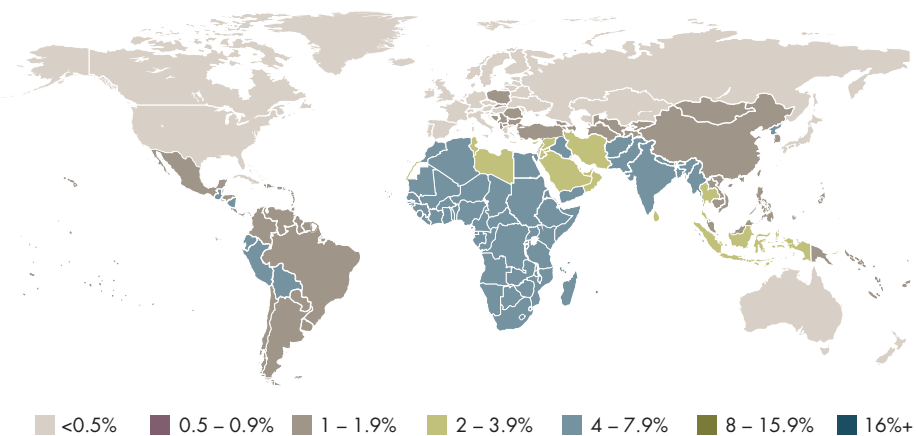 <0.5% 0.5 – 0.9% 1 – 1.9% 2 – 3.9% 4 – 7.9% 8 – 15.9% 16%+